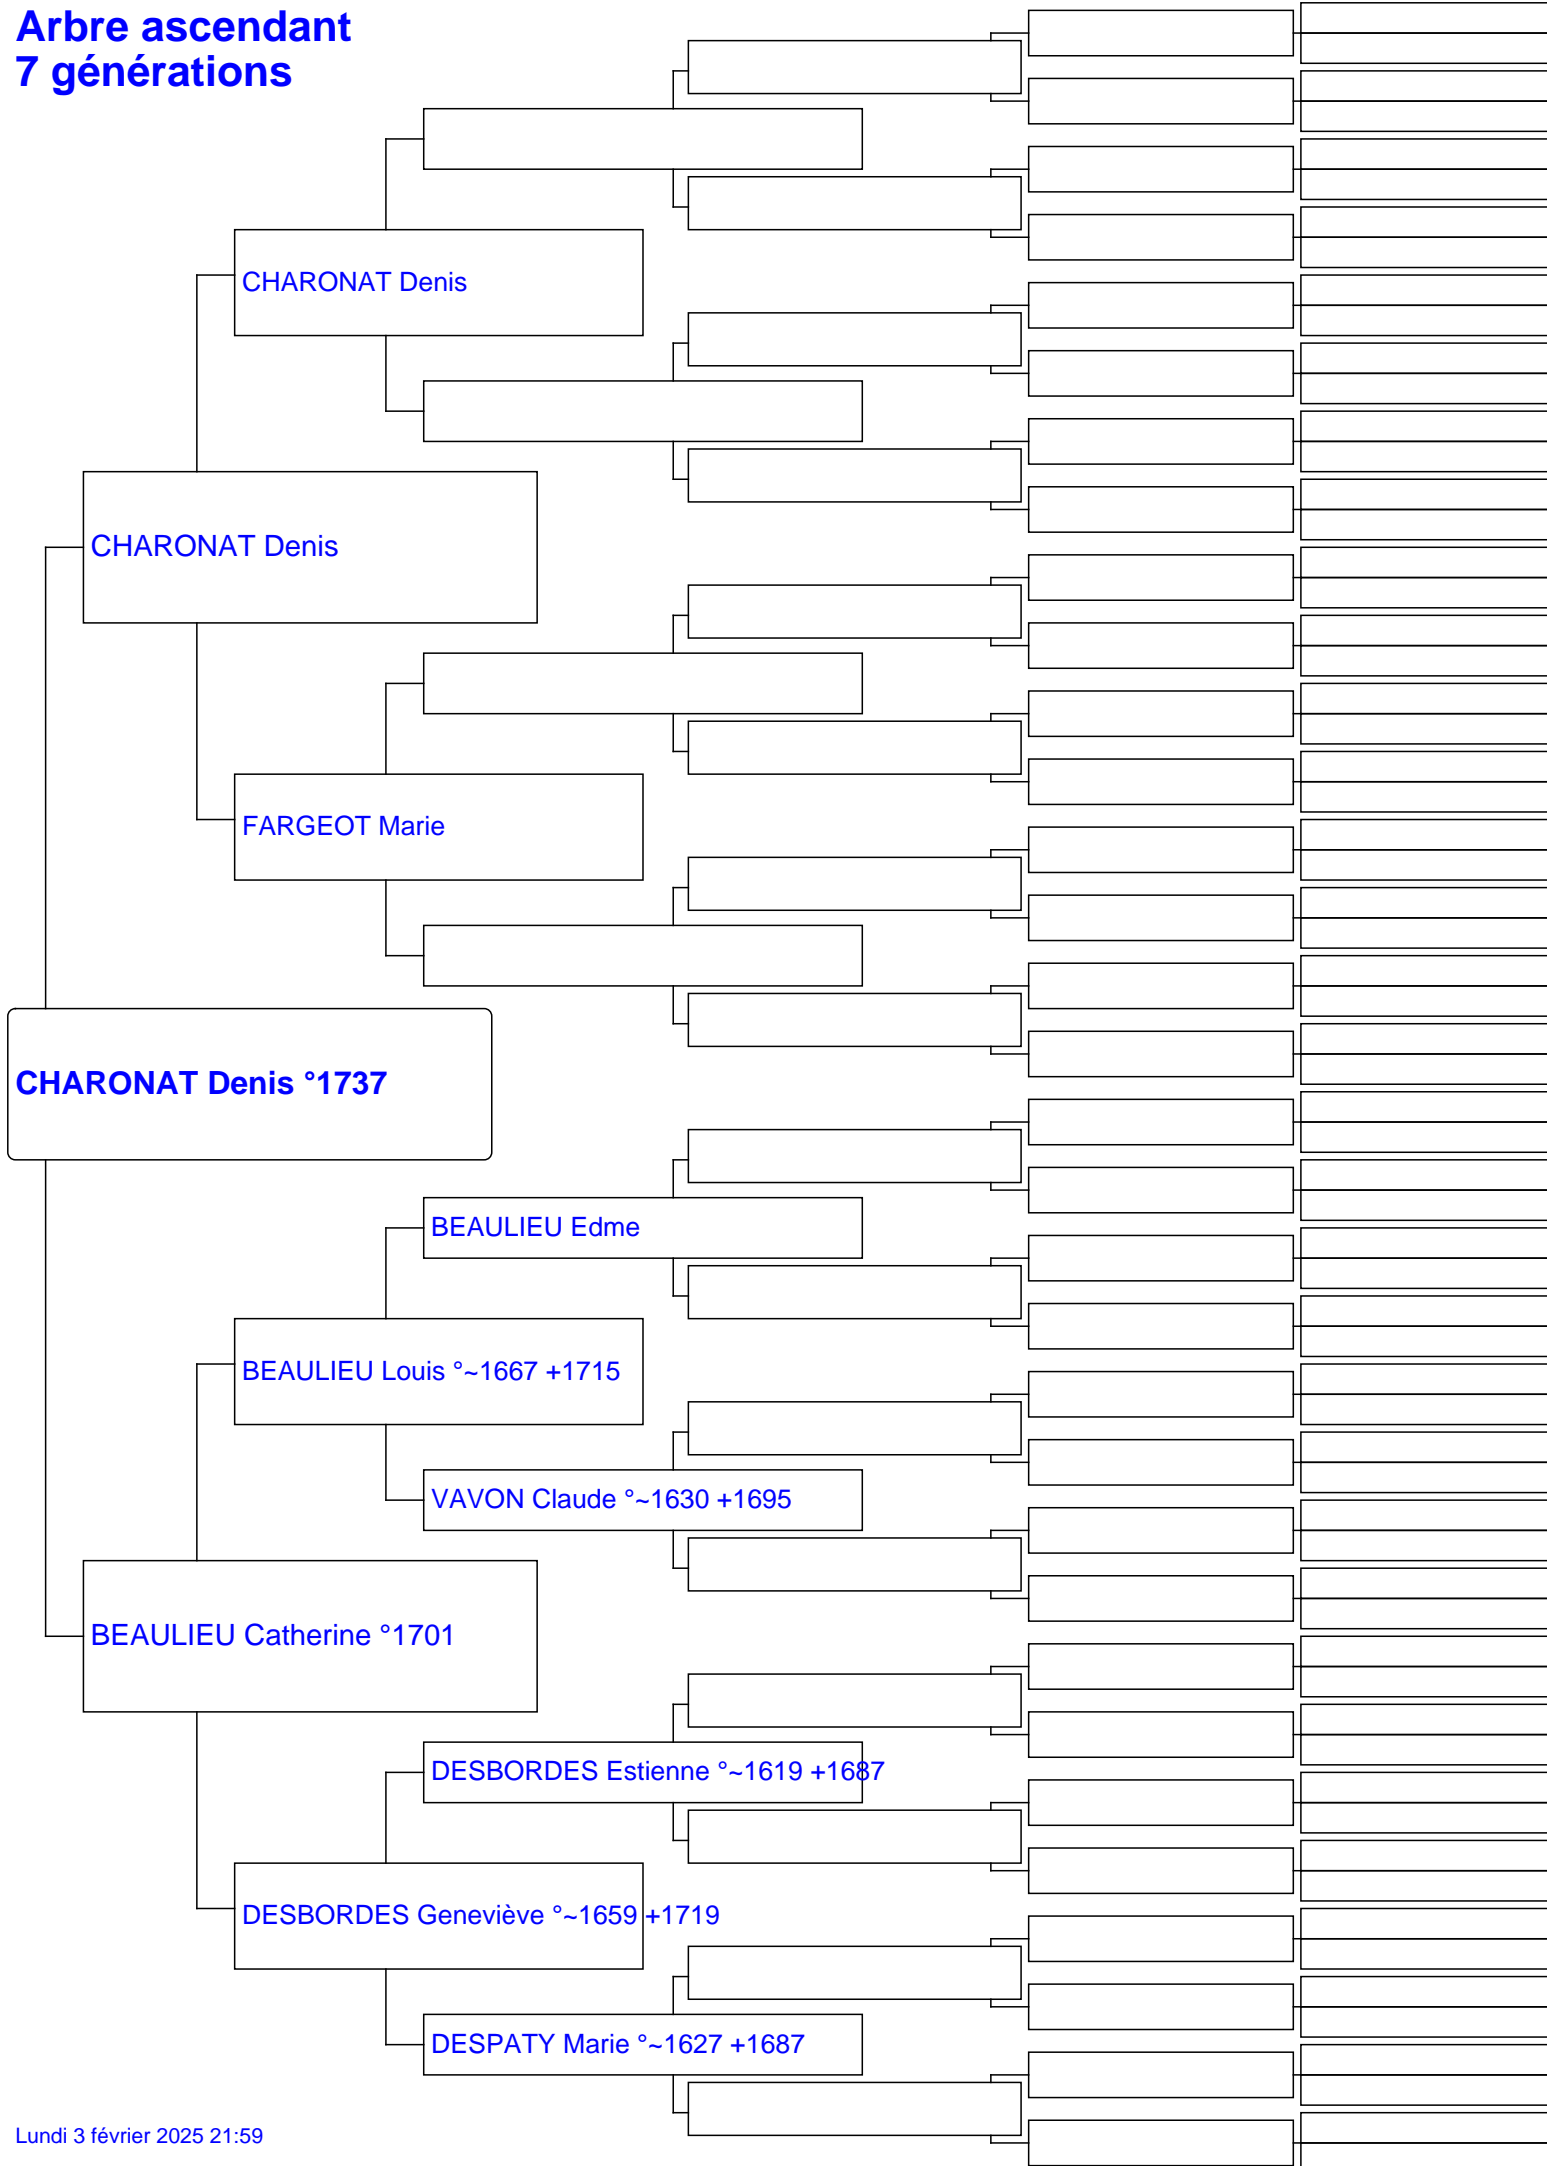 Arbre ascendant
7 générations
CHARONAT Denis
CHARONAT Denis
FARGEOT Marie
CHARONAT Denis °1737
BEAULIEU Edme
BEAULIEU Louis °~1667 +1715
VAVON Claude °~1630 +1695
BEAULIEU Catherine °1701
DESBORDES Estienne °~1619 +1687
DESBORDES Geneviève °~1659 +1719
DESPATY Marie °~1627 +1687
Lundi 3 février 2025 21:59